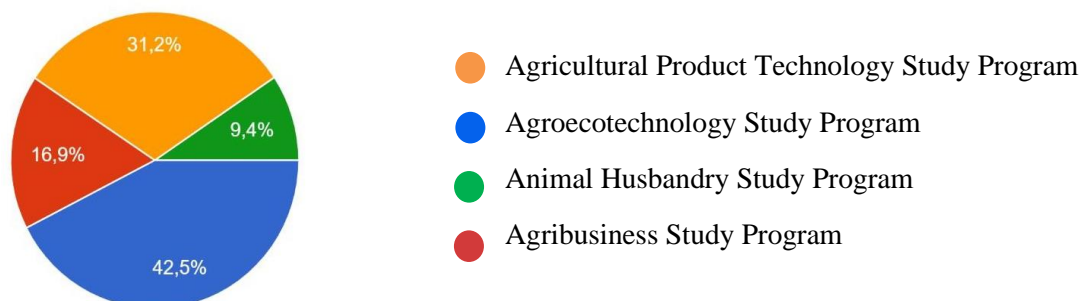 31,2%
9,4%
16,9%
42,5%
Agricultural Product Technology Study Program
Agroecotechnology Study Program
Animal Husbandry Study Program
Agribusiness Study Program